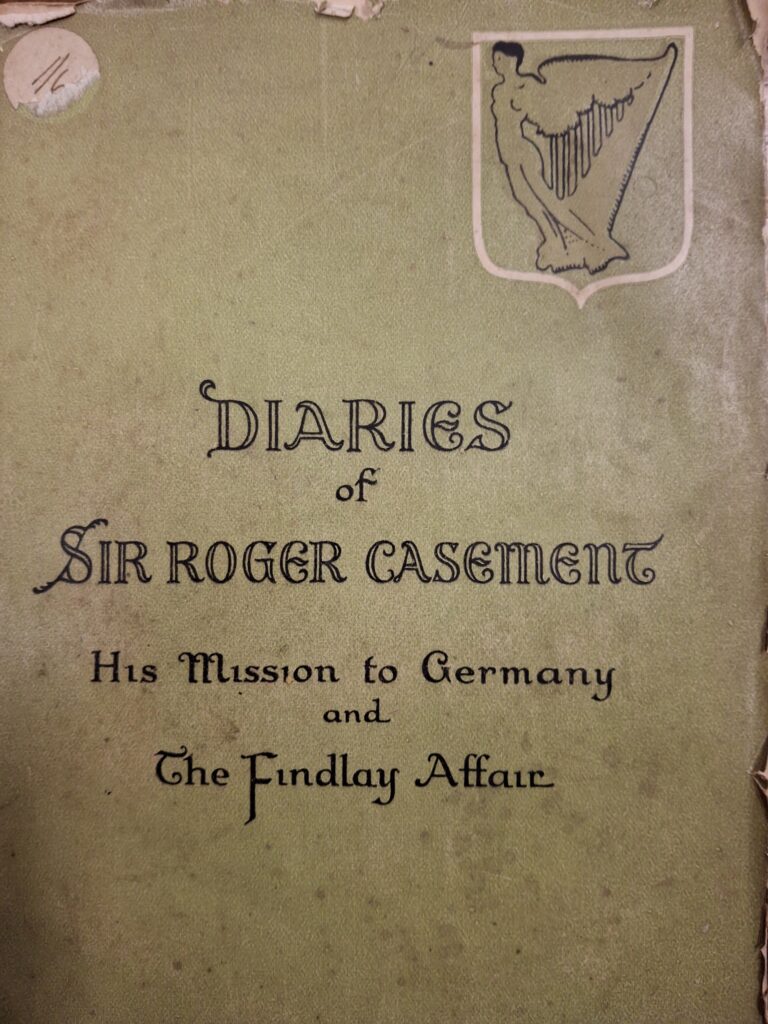 DIARIES
of
SIR ROGER CASEMENT
His Mission to Germany
and
The Findlay Affair